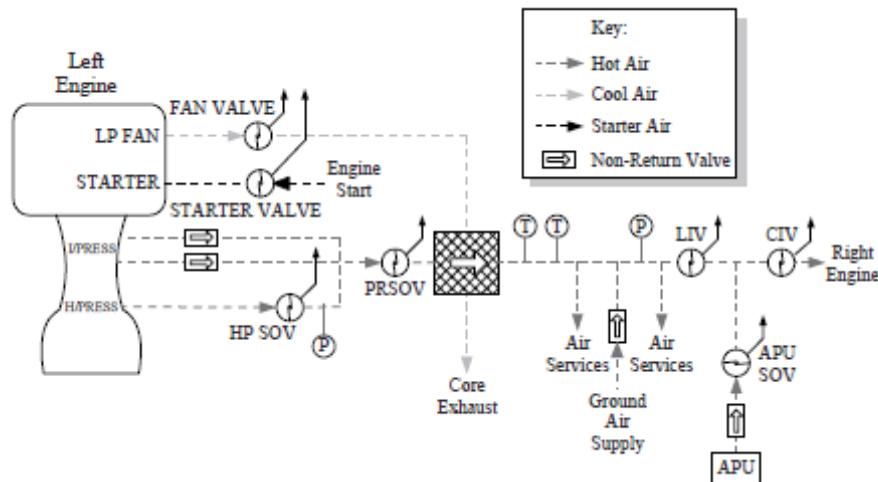 Key:
Hot Air
Cool Air
Starter Air
Non-Return Valve
Left
Engine
FAN VALVE
LP FAN
STARTER
Engine
Start
STARTER VALVE
I/PRESS
H/PRESS
HP SOV
P
PRSOV
Core
Exhaust
T
T
P
LIV
CIV
Right
Engine
Air
Services
Air
Services
Ground
Air
Supply
APU
SOV
APU